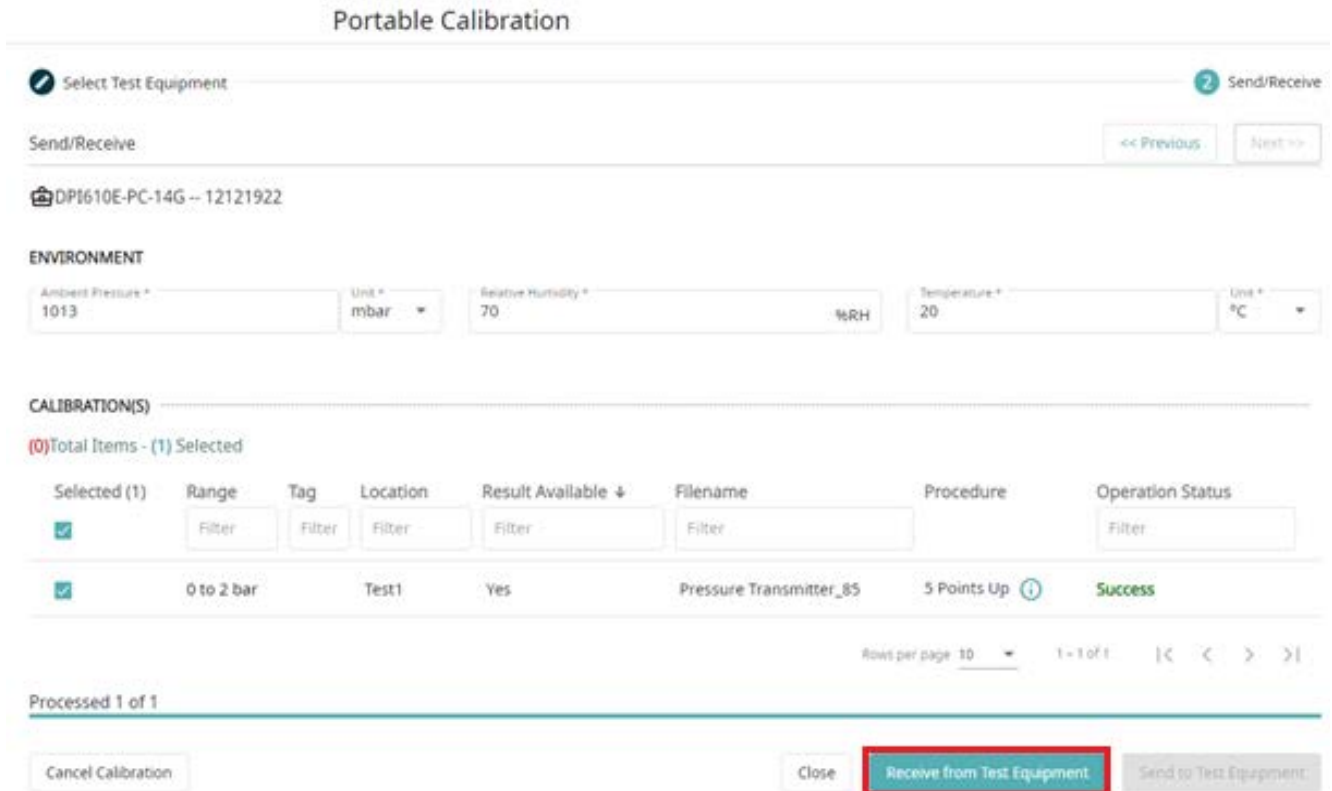 Portable Calibration
Select Test Equipment
2 Send/Receive
Send/Receive
<< Previous
Next >>
DPI610E-PC-14G -- 12121922
ENVIRONMENT
Ambient Pressure * Unit * Relative Humidity * Temperature * Unit *
1013 mbar 70 %RH 20 °C
CALIBRATION(S)
(0)Total Items - (1) Selected
Selected (1) Range Tag Location Result Available ↓ Filename Procedure Operation Status
Filter Filter Filter Filter Filter Filter
0 to 2 bar Test1 Yes Pressure Transmitter_85 5 Points Up Success
Rows per page 10 1 – 1 of 1 |< < > >|
Processed 1 of 1
Cancel Calibration Close Receive from Test Equipment Send to Test Equipment